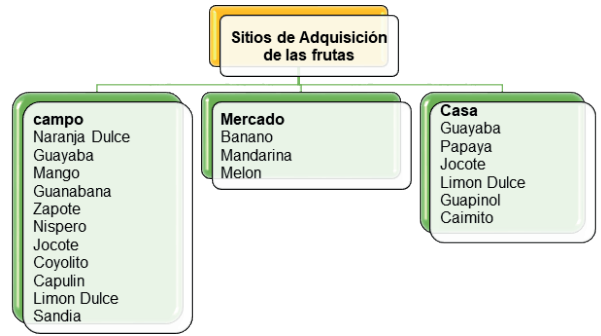 Sitios de Adquisición
de las frutas
campo
Naranja Dulce
Guayaba
Mango
Guanabana
Zapote
Nispero
Jocote
Coyolito
Capulin
Limon Dulce
Sandia
Mercado
Banano
Mandarina
Melon
Casa
Guayaba
Papaya
Jocote
Limon Dulce
Guapinol
Caimito